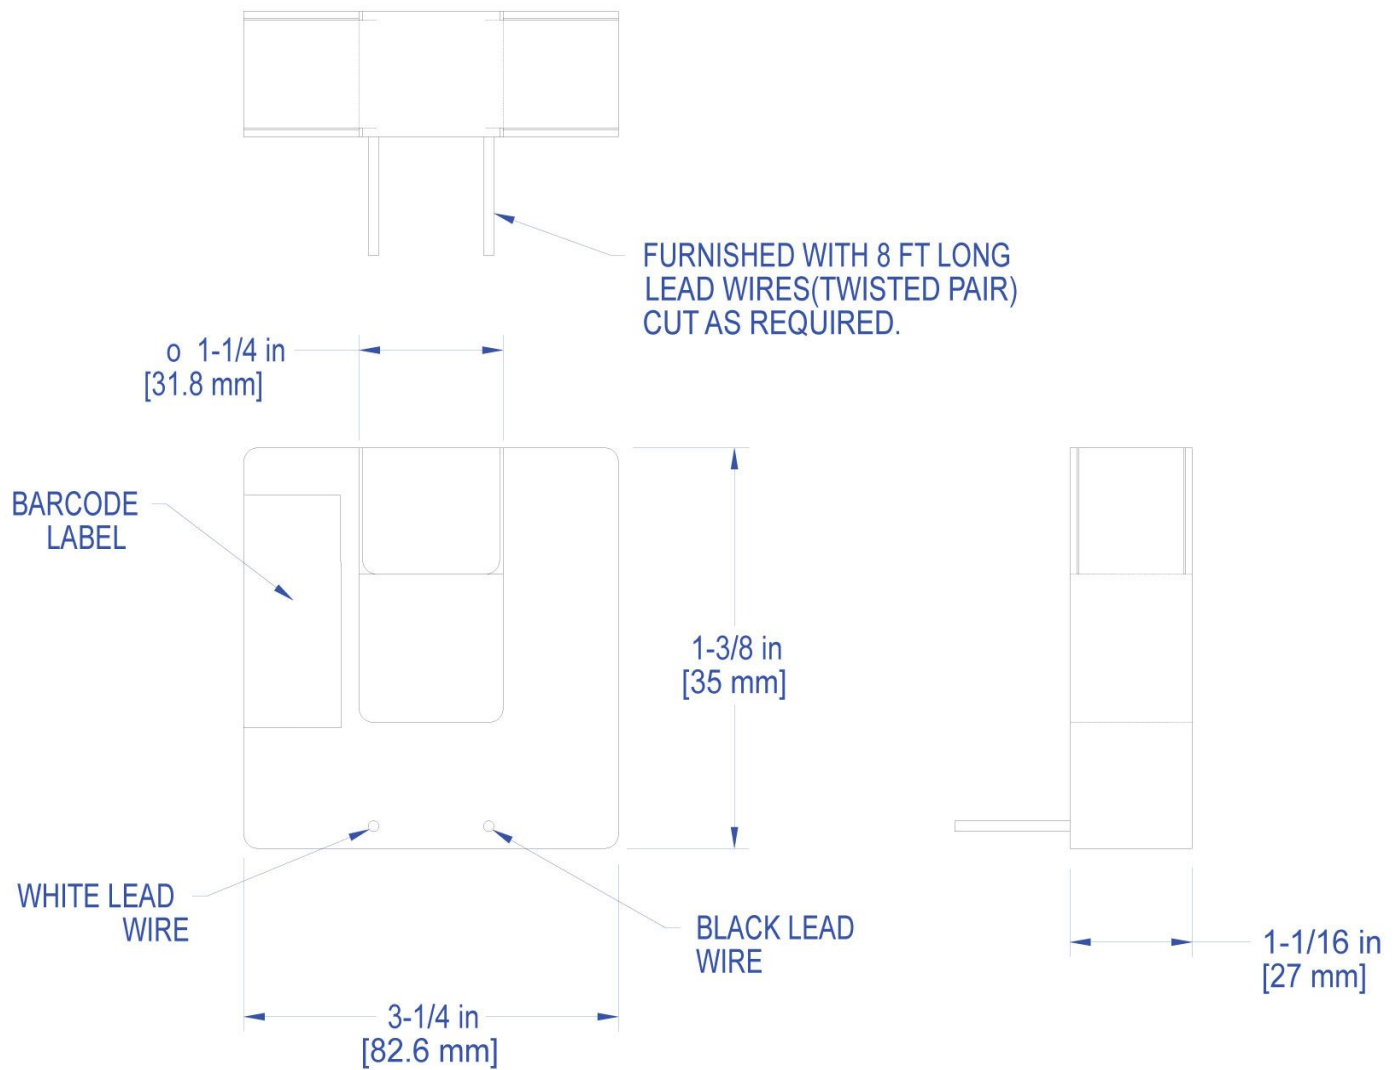 FURNISHED WITH 8 FT LONG
LEAD WIRES(TWISTED PAIR)
CUT AS REQUIRED.
o 1-1/4 in
[31.8 mm]
BARCODE
LABEL
1-3/8 in
[35 mm]
WHITE LEAD
WIRE
BLACK LEAD
WIRE
1-1/16 in
[27 mm]
3-1/4 in
[82.6 mm]